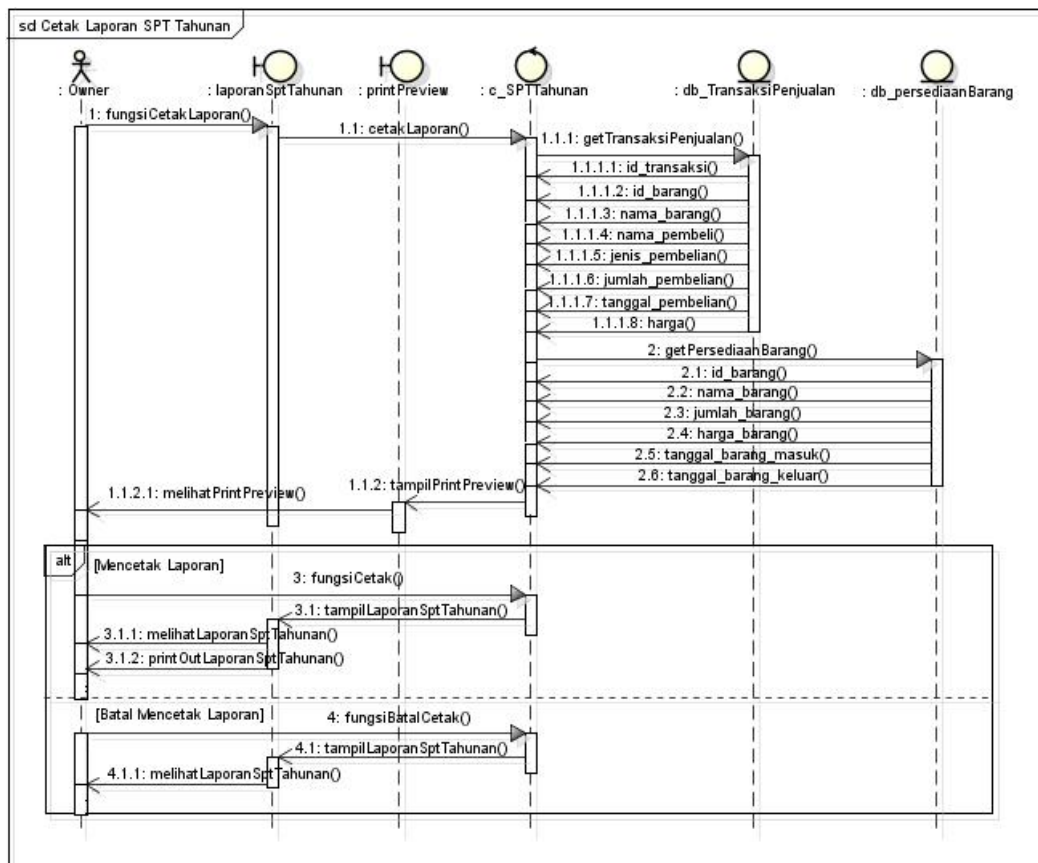 sd Cetak Laporan SPT Tahunan
: Owner
: laporanSptTahunan
: printPreview
: c_SPTTahunan
: db_TransaksiPenjualan
: db_persediaanBarang
1: fungsiCetakLaporan()
1.1: cetakLaporan()
1.1.1: getTransaksiPenjualan()
1.1.1.1: id_transaksi()
1.1.1.2: id_barang()
1.1.1.3: nama_barang()
1.1.1.4: nama_pembeli()
1.1.1.5: jenis_pembelian()
1.1.1.6: jumlah_pembelian()
1.1.1.7: tanggal_pembelian()
1.1.1.8: harga()
2: getPersediaanBarang()
2.1: id_barang()
2.2: nama_barang()
2.3: jumlah_barang()
2.4: harga_barang()
2.5: tanggal_barang_masuk()
2.6: tanggal_barang_keluar()
1.1.2: tampilPrintPreview()
1.1.2.1: melihatPrintPreview()
alt
[Mencetak Laporan]
3: fungsiCetak()
3.1: tampilLaporanSptTahunan()
3.1.1: melihatLaporanSptTahunan()
3.1.2: printOutLaporanSptTahunan()
[Batal Mencetak Laporan]
4: fungsiBatalCetak()
4.1: tampilLaporanSptTahunan()
4.1.1: melihatLaporanSptTahunan()